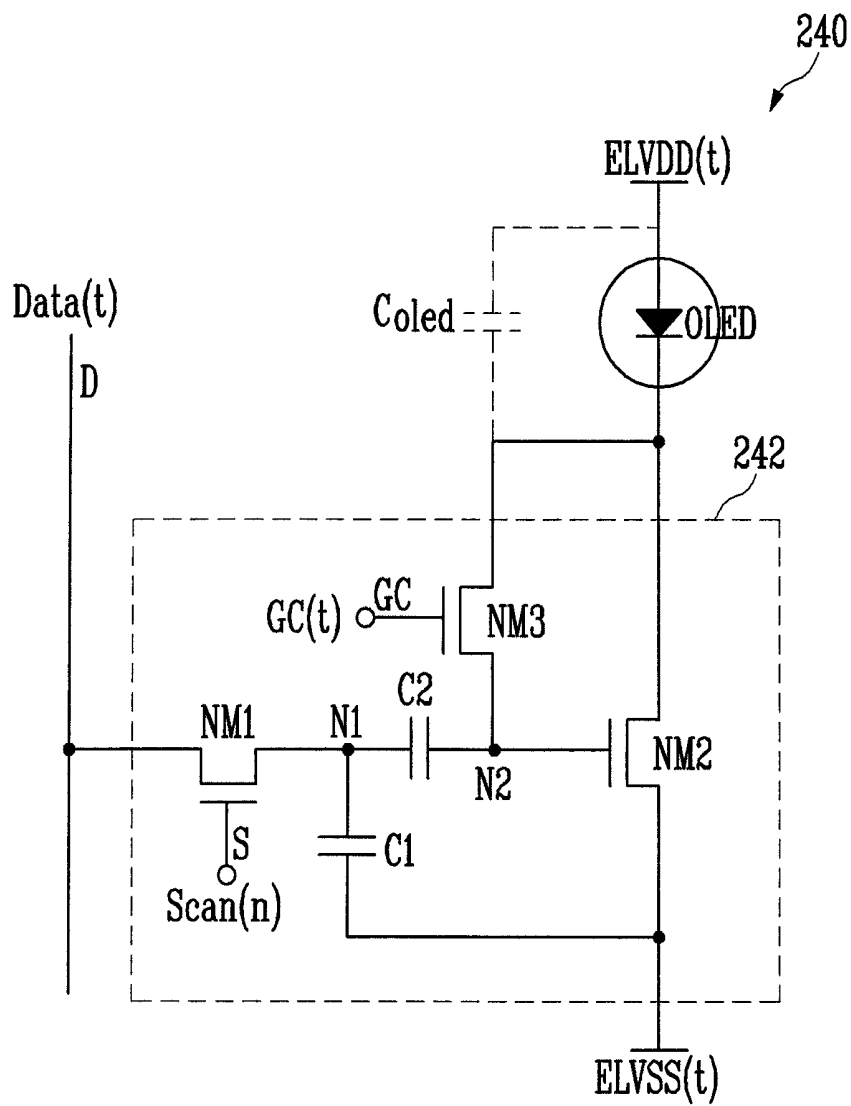 240
ELVDD(t)
Data(t)
Coled
OLED
D
242
GC(t)
GC
NM3
C2
NM1
N1
NM2
N2
S
C1
Scan(n)
ELVSS(t)